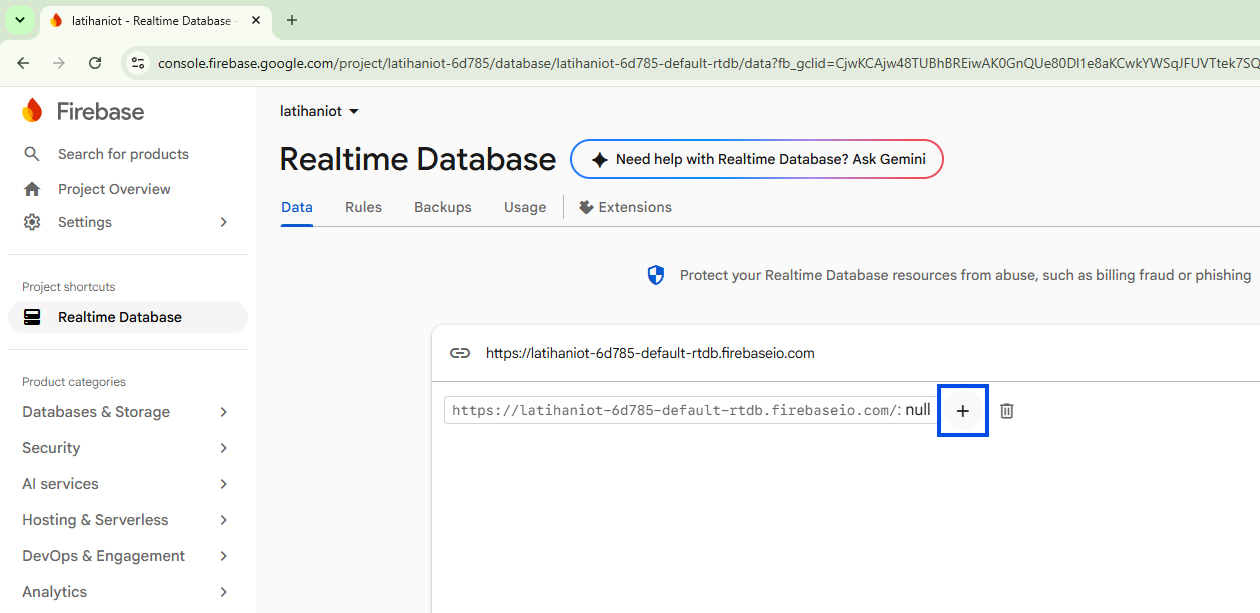 latihaniot - Realtime Database
console.firebase.google.com/project/latihaniot-6d785/database/latihaniot-6d785-default-rtdb/data?fb_gclid=CjwKCAjw48TUBhBREiwAK0GnQUe80DI1e8aKCwkYWSqJFUVTtek7SQ
Firebase
Search for products
Project Overview
Settings
Project shortcuts
Realtime Database
Product categories
Databases & Storage
Security
AI services
Hosting & Serverless
DevOps & Engagement
Analytics
latihaniot
Realtime Database
Need help with Realtime Database? Ask Gemini
Data Rules Backups Usage Extensions
Protect your Realtime Database resources from abuse, such as billing fraud or phishing
https://latihaniot-6d785-default-rtdb.firebaseio.com
https://latihaniot-6d785-default-rtdb.firebaseio.com/: null